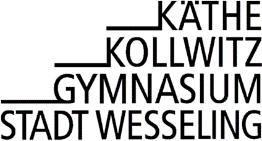 KÄTHE
KOLLWITZ
GYMNASIUM
STADT WESSELING